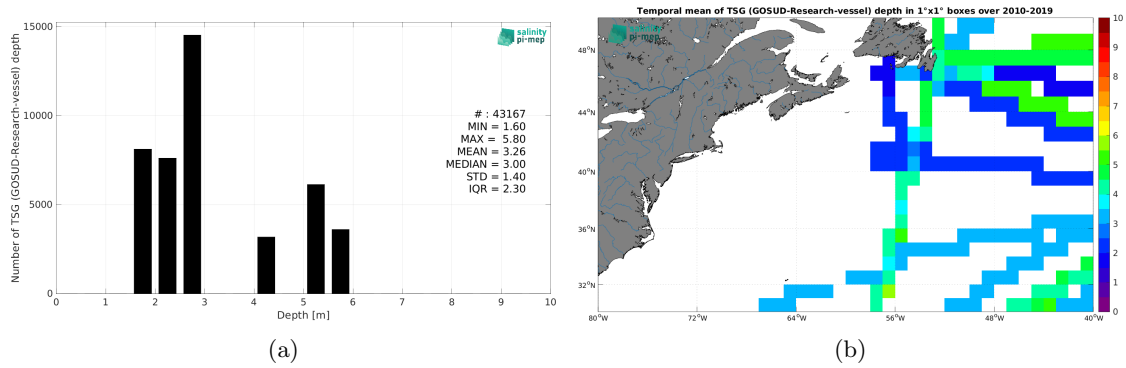 15000
10000
5000
0
Number of TSG (GOSUD-Research-vessel) depth
salinity
pi-mep
# : 43167
MIN = 1.60
MAX = 5.80
MEAN = 3.26
MEDIAN = 3.00
STD = 1.40
IQR = 2.30
0 1 2 3 4 5 6 7 8 9 10
Depth [m]
(a)
Temporal mean of TSG (GOSUD-Research-vessel) depth in 1°x1° boxes over 2010-2019
salinity
pi-mep
48°N
44°N
40°N
36°N
32°N
80°W 72°W 64°W 56°W 48°W 40°W
10
9
8
7
6
5
4
3
2
1
0
(b)